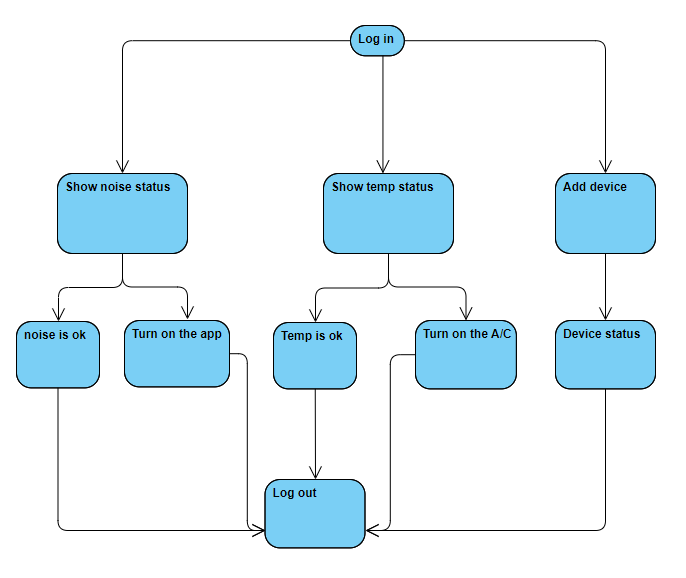 Log in
Show noise status
Show temp status
Add device
noise is ok
Turn on the app
Temp is ok
Turn on the A/C
Device status
Log out